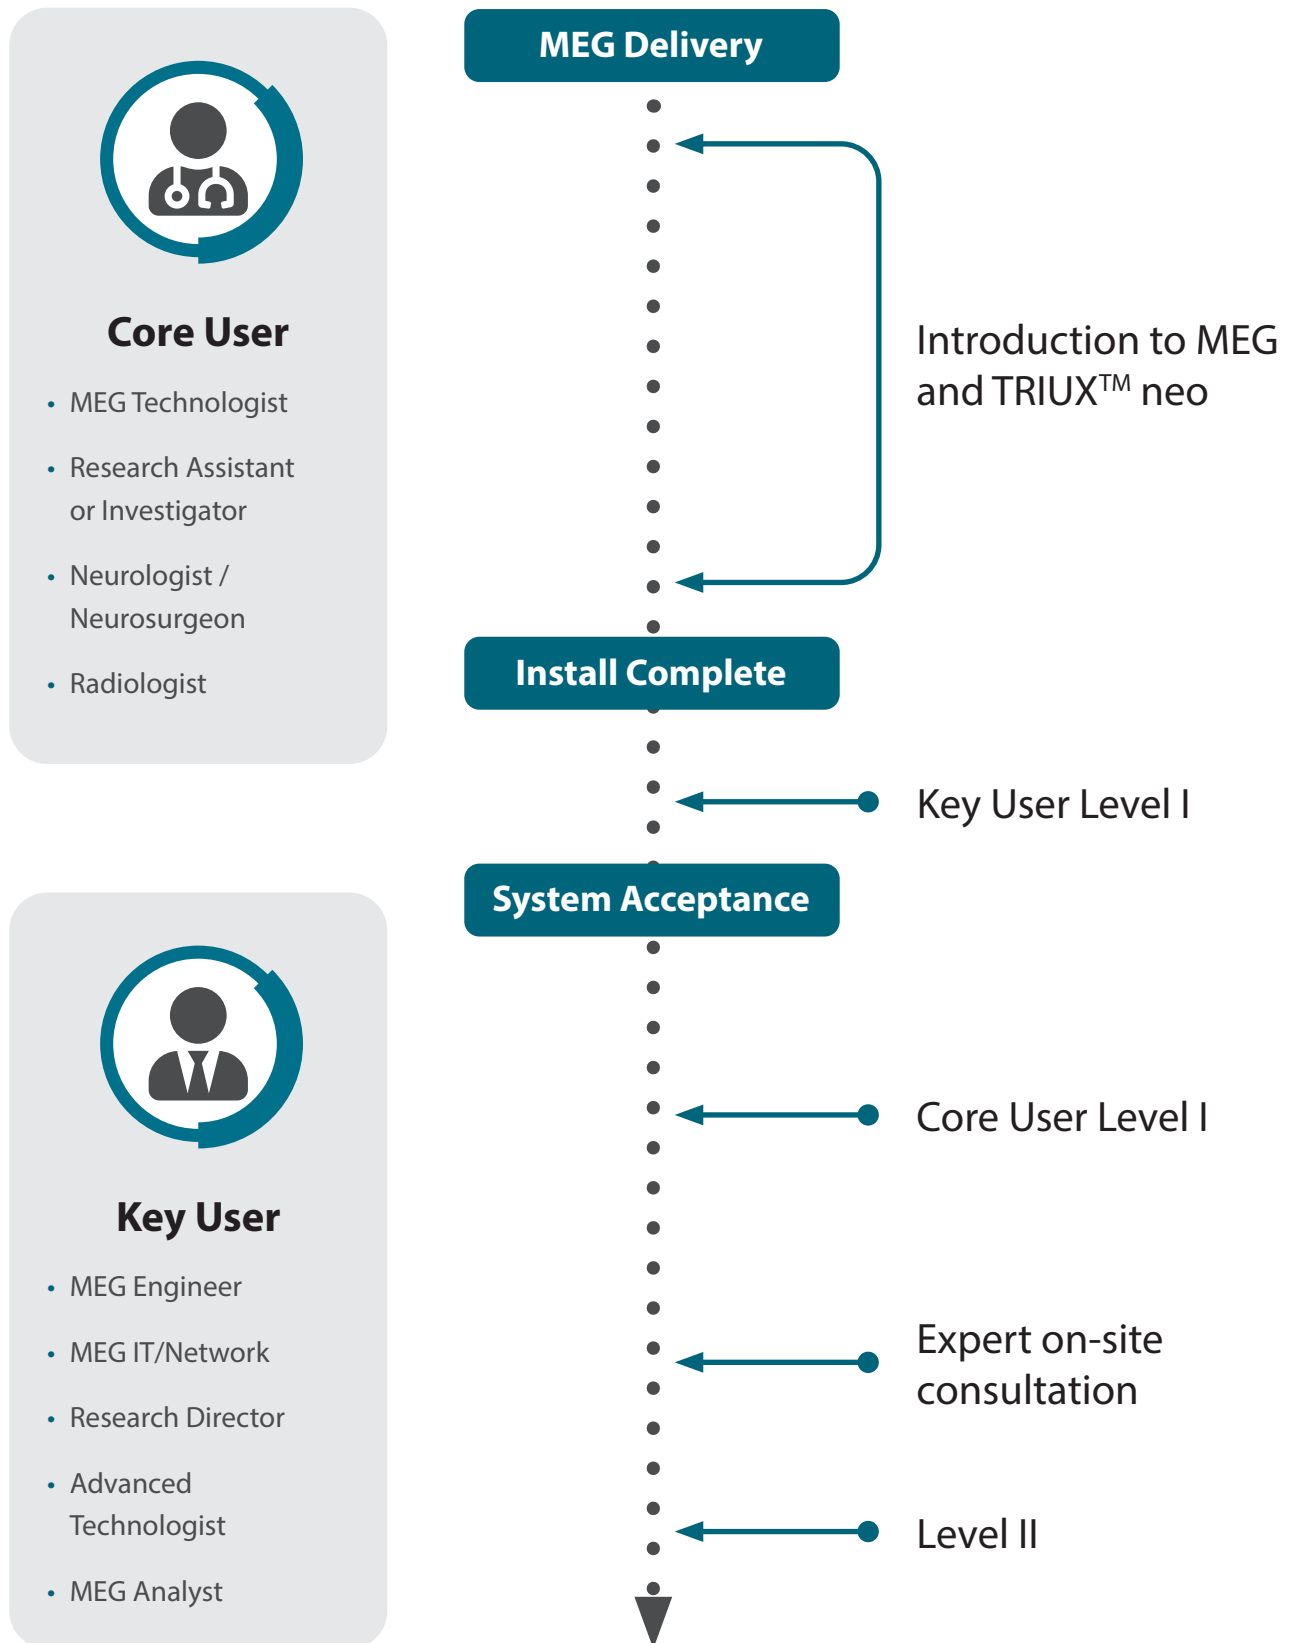 Core User
• MEG Technologist
• Research Assistant
or Investigator
• Neurologist /
Neurosurgeon
• Radiologist
Key User
• MEG Engineer
• MEG IT/Network
• Research Director
• Advanced
Technologist
• MEG Analyst
MEG Delivery
Introduction to MEG
and TRIUX™ neo
Install Complete
Key User Level I
System Acceptance
Core User Level I
Expert on-site
consultation
Level II